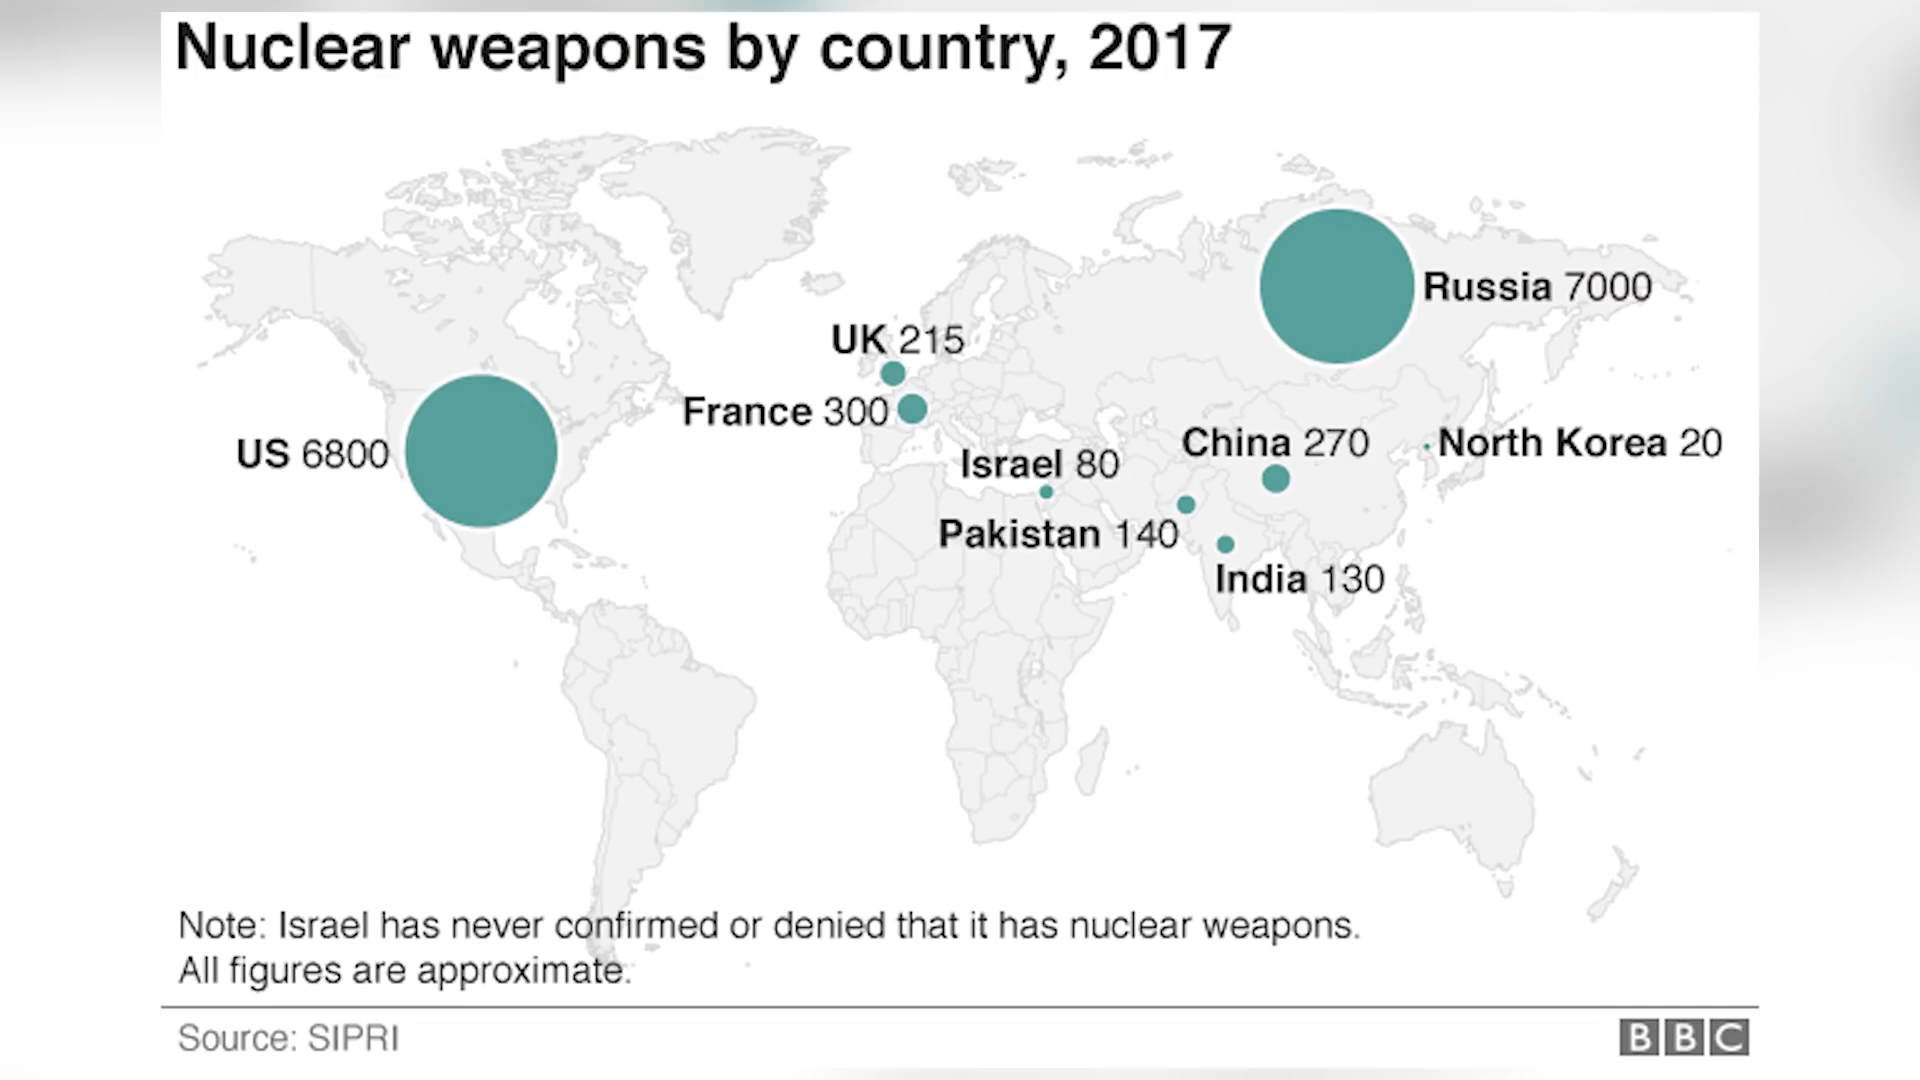 Nuclear weapons by country, 2017
Russia 7000
UK 215
France 300
US 6800
China 270
North Korea 20
Israel 80
Pakistan 140
India 130
Note: Israel has never confirmed or denied that it has nuclear weapons.
All figures are approximate.
Source: SIPRI
BBC